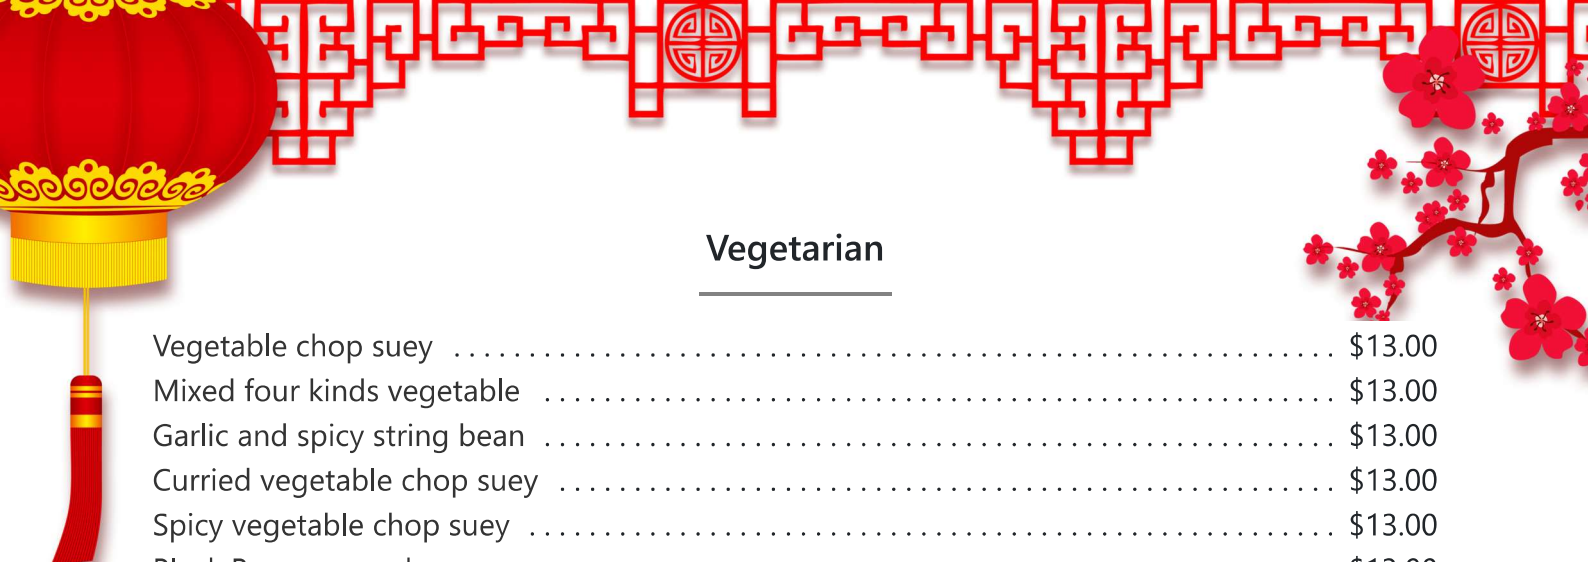 Vegetarian
Vegetable chop suey ........................................................... $13.00
Mixed four kinds vegetable ..................................................... $13.00
Garlic and spicy string bean ..................................................... $13.00
Curried vegetable chop suey .................................................... $13.00
Spicy vegetable chop suey ...................................................... $13.00